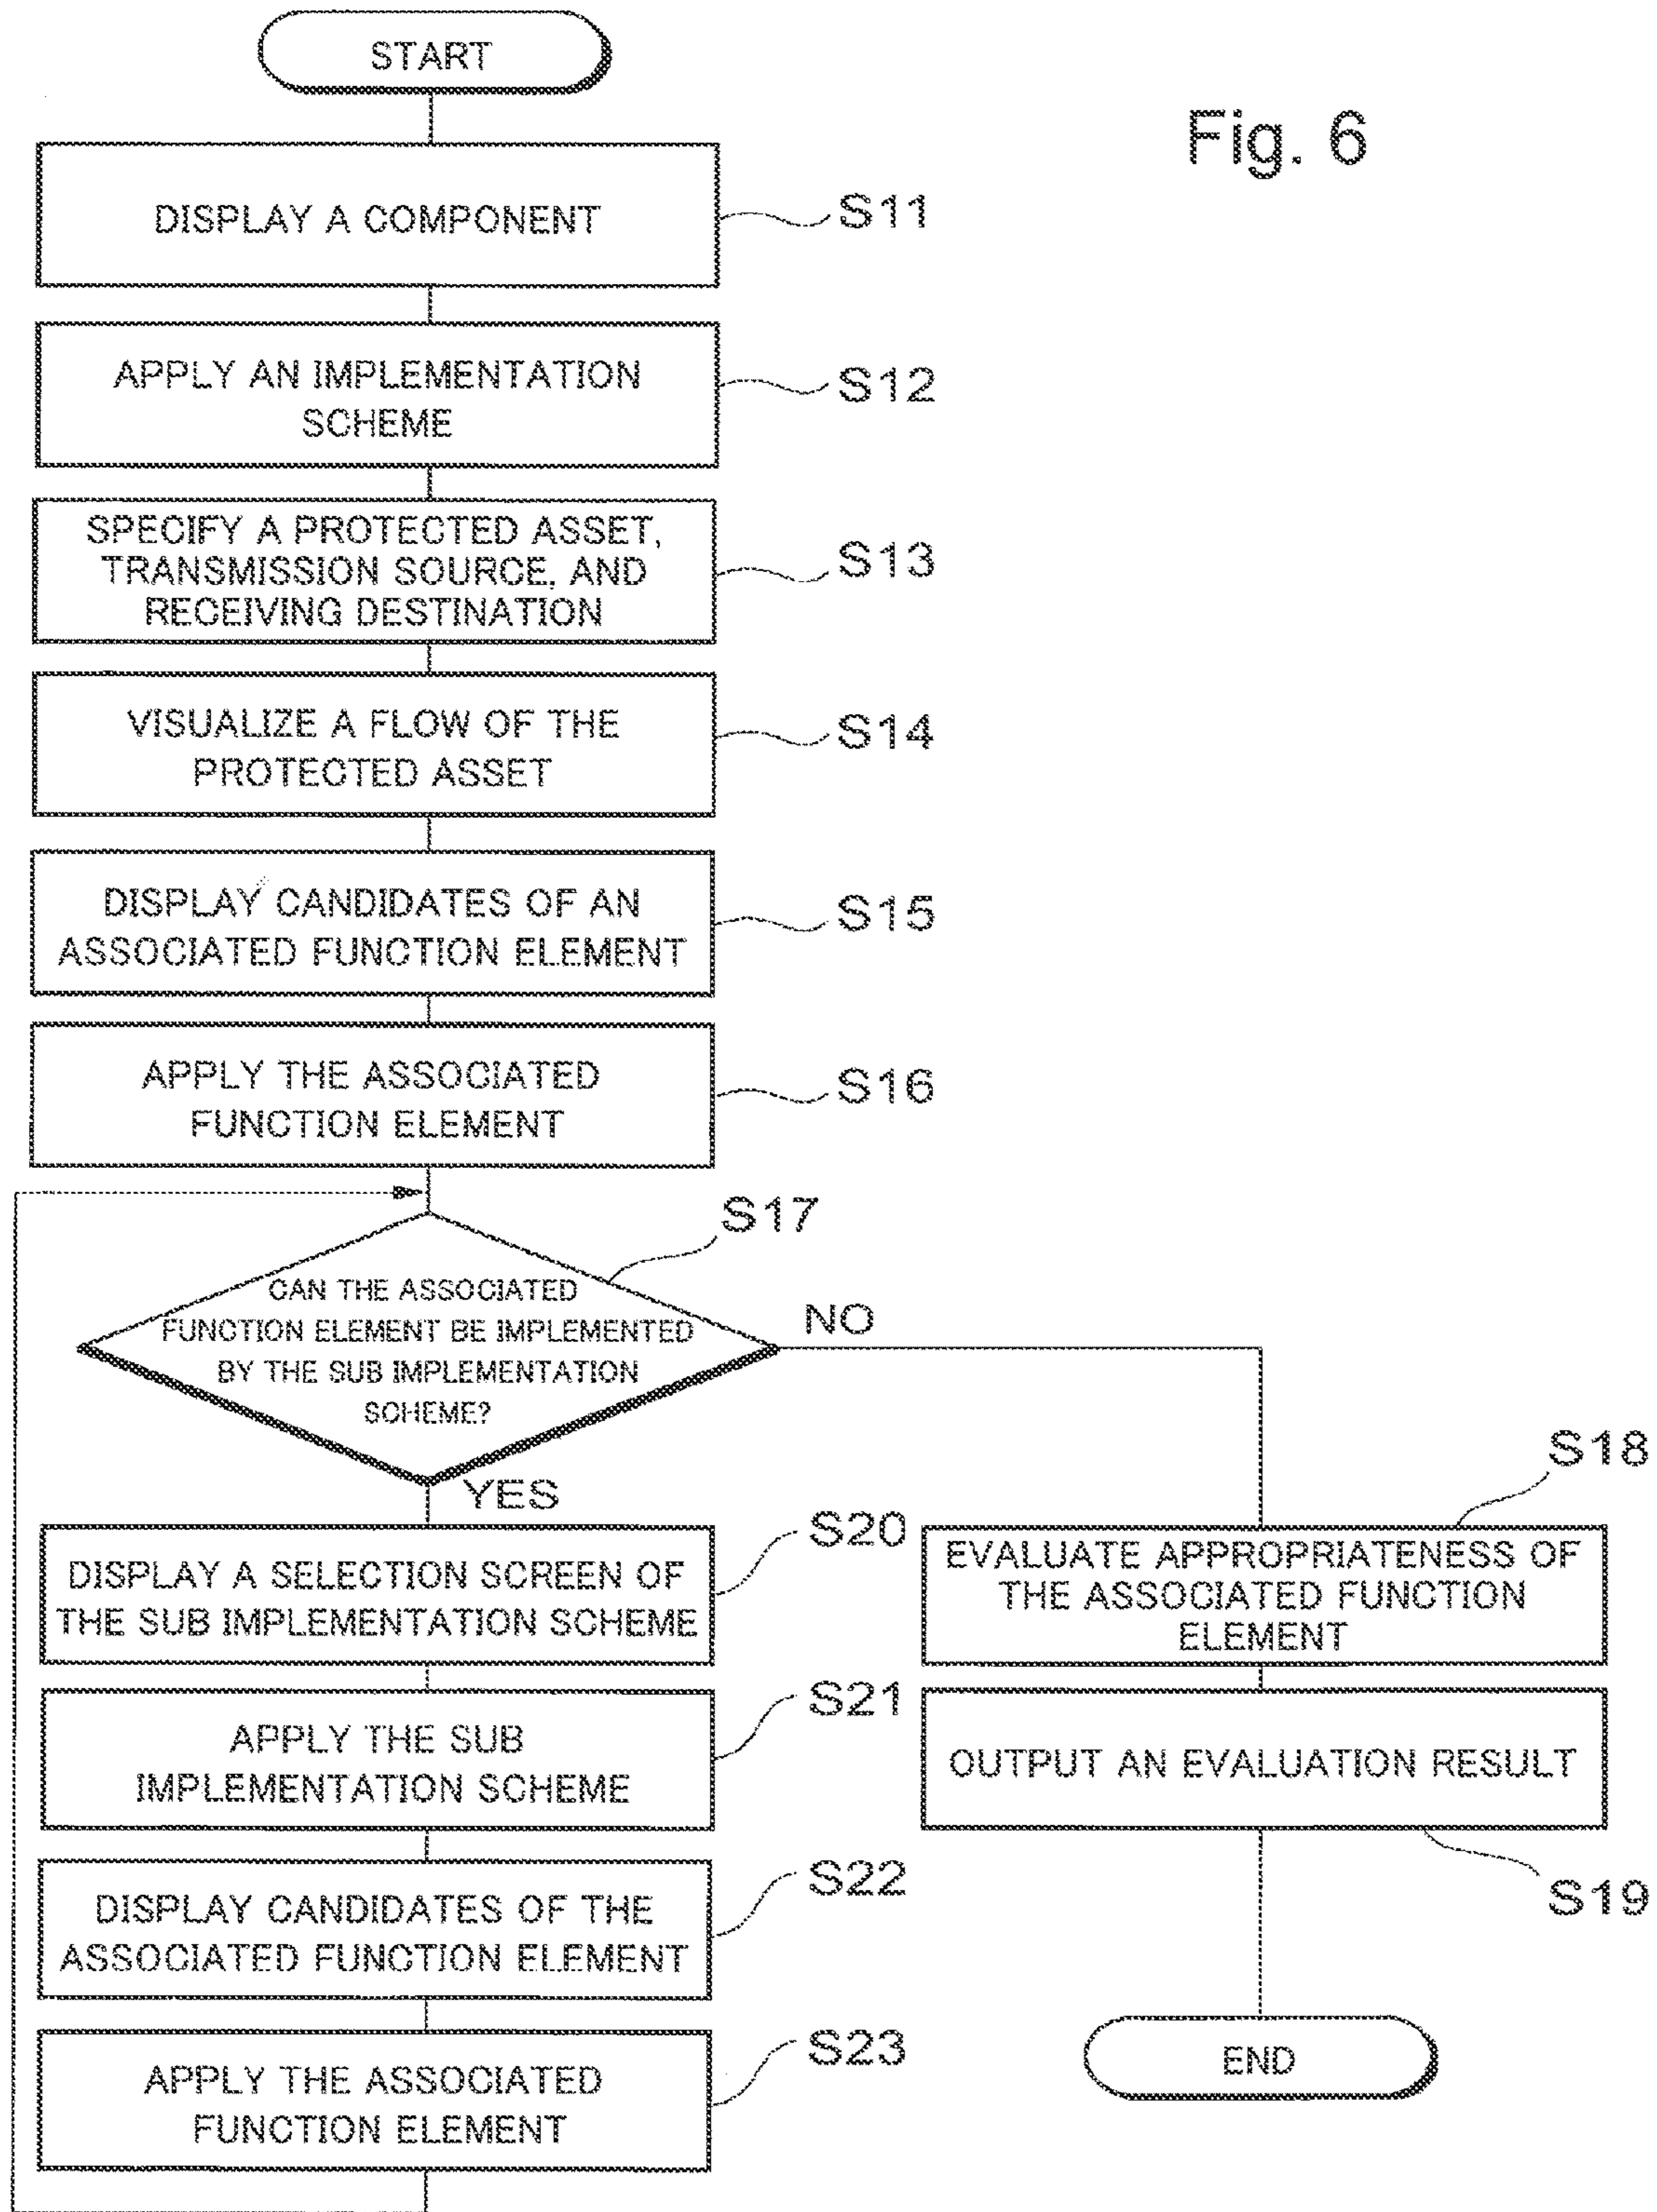 START
Fig. 6
DISPLAY A COMPONENT
S11
APPLY AN IMPLEMENTATION
SCHEME
S12
SPECIFY A PROTECTED ASSET,
TRANSMISSION SOURCE, AND
RECEIVING DESTINATION
S13
VISUALIZE A FLOW OF THE
PROTECTED ASSET
S14
DISPLAY CANDIDATES OF AN
ASSOCIATED FUNCTION ELEMENT
S15
APPLY THE ASSOCIATED
FUNCTION ELEMENT
S16
S17
CAN THE ASSOCIATED
FUNCTION ELEMENT BE IMPLEMENTED
BY THE SUB IMPLEMENTATION
SCHEME?
NO
YES
S20
DISPLAY A SELECTION SCREEN OF
THE SUB IMPLEMENTATION SCHEME
S21
APPLY THE SUB
IMPLEMENTATION SCHEME
S22
DISPLAY CANDIDATES OF THE
ASSOCIATED FUNCTION ELEMENT
S23
APPLY THE ASSOCIATED
FUNCTION ELEMENT
S18
EVALUATE APPROPRIATENESS OF
THE ASSOCIATED FUNCTION
ELEMENT
OUTPUT AN EVALUATION RESULT
S19
END